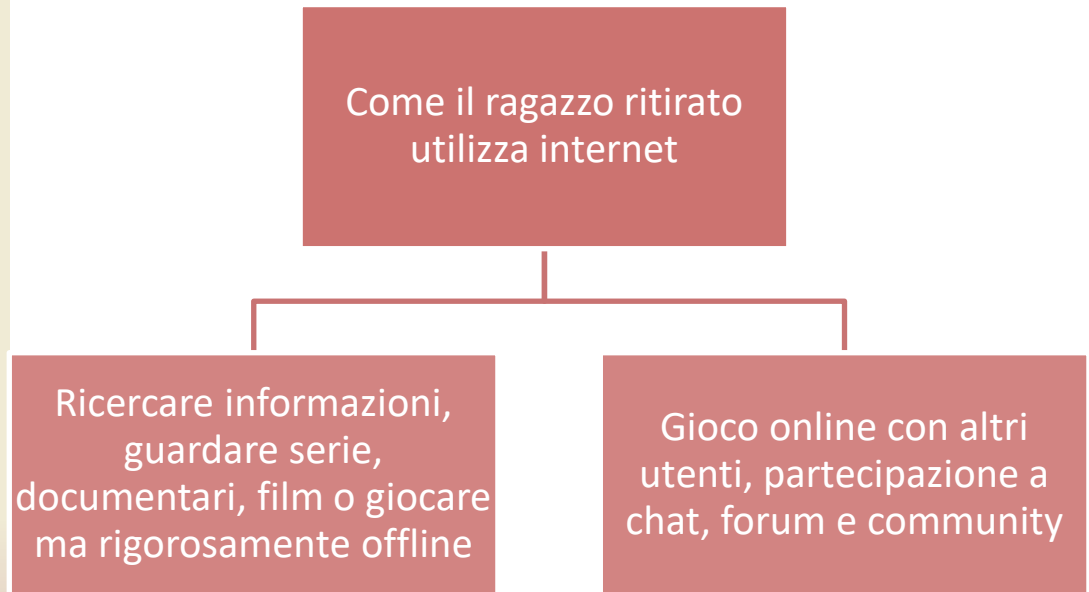 Come il ragazzo ritirato
utilizza internet
Ricercare informazioni,
guardare serie,
documentari, film o giocare
ma rigorosamente offline
Gioco online con altri
utenti, partecipazione a
chat, forum e community